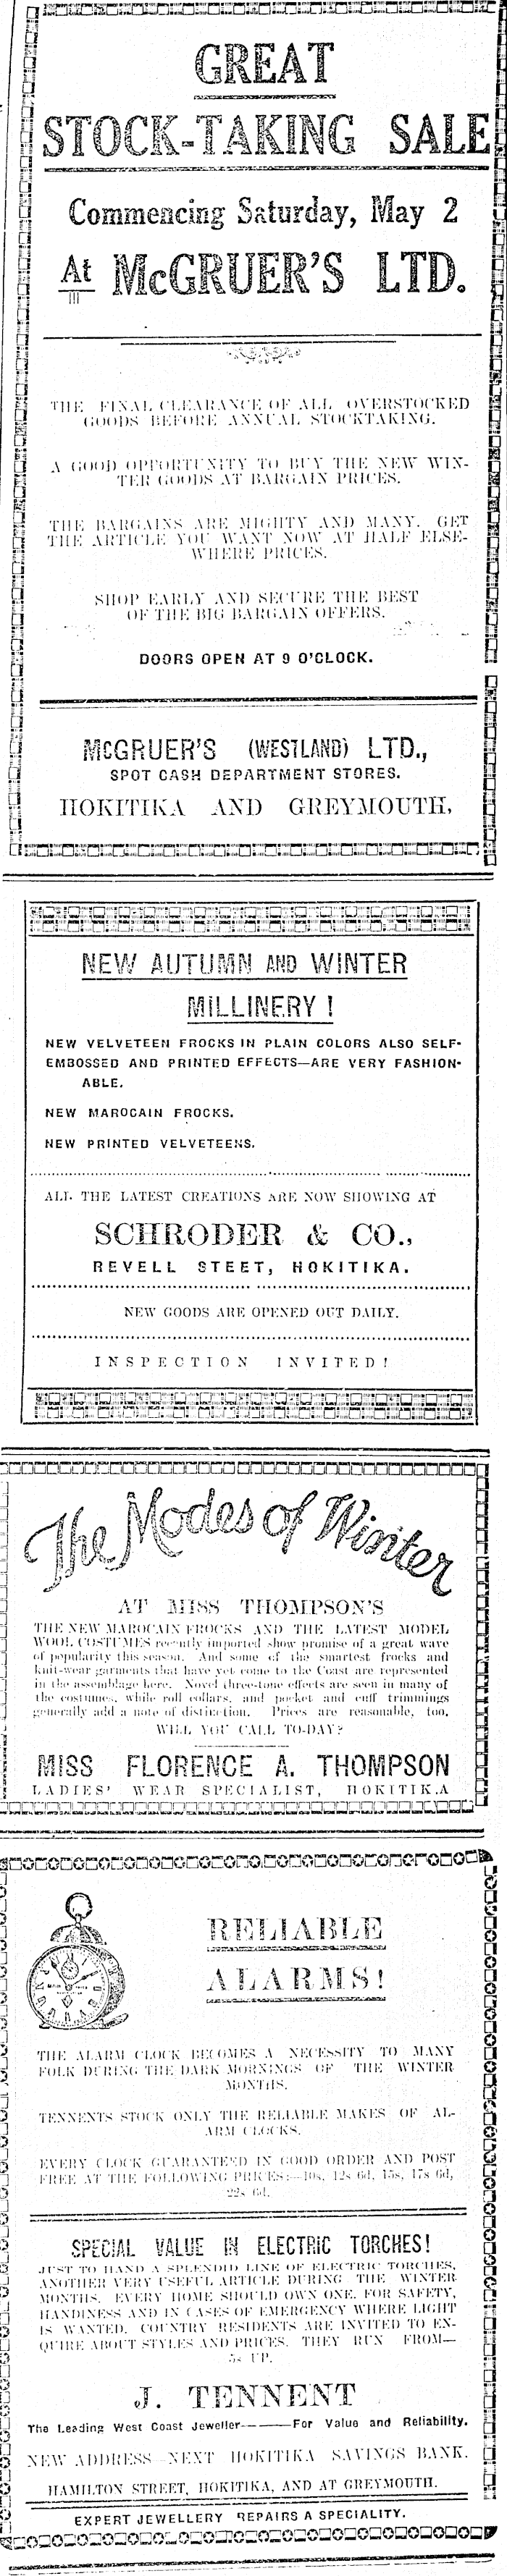 GREAT
STOCK-TAKING SALE
Commencing Saturday, May 2
At McGRUER'S LTD.
THE FINAL CLEARANCE OF ALL OVERSTOCKED
GOODS BEFORE ANNUAL STOCKTAKING.
A GOOD OPPORTUNITY TO BUY THE NEW WIN-
TER GOODS AT BARGAIN PRICES.
THE BARGAINS ARE MIGHTY AND MANY. GET
THE ARTICLE YOU WANT NOW AT HALF ELSE-
WHERE PRICES.
SHOP EARLY AND SECURE THE BEST
OF THE BIG BARGAIN OFFERS.
DOORS OPEN AT 9 O'CLOCK.
McGRUER'S (WESTLAND) LTD.,
SPOT CASH DEPARTMENT STORES.
HOKITIKA AND GREYMOUTH,
NEW AUTUMN AND WINTER
MILLINERY !
NEW VELVETEEN FROCKS IN PLAIN COLORS ALSO SELF-
EMBOSSED AND PRINTED EFFECTS—ARE VERY FASHION-
ABLE.
NEW MAROCAIN FROCKS.
NEW PRINTED VELVETEENS.
ALL THE LATEST CREATIONS ARE NOW SHOWING AT
SCHRODER & CO.,
REVELL STEET, HOKITIKA.
NEW GOODS ARE OPENED OUT DAILY.
INSPECTION INVITED!
The Modes of Winter
AT MISS THOMPSON'S
THE NEW MAROCAIN FROCKS AND THE LATEST MODEL
WOOL COSTUMES recently imported show promise of a great wave
of popularity this season. And some of the smartest frocks and
knit-wear garments that have yet come to the Coast are represented
in the assemblage here. Novel three-tone effects are seen in many of
the costumes, while roll collars, and pocket and cuff trimmings
generally add a note of distinction. Prices are reasonable, too.
WILL YOU CALL TO-DAY?
MISS FLORENCE A. THOMPSON
LADIES' WEAR SPECIALIST, HOKITIKA
RELIABLE
ALARMS!
THE ALARM CLOCK BECOMES A NECESSITY TO MANY
FOLK DURING THE DARK MORNINGS OF THE WINTER
MONTHS.
TENNENTS STOCK ONLY THE RELIABLE MAKES OF AL-
ARM CLOCKS.
EVERY CLOCK GUARANTEED IN GOOD ORDER AND POST
FREE AT THE FOLLOWING PRICES:—10s, 12s 6d, 15s, 17s 6d,
22s 6d.
SPECIAL VALUE IN ELECTRIC TORCHES!
JUST TO HAND A SPLENDID LINE OF ELECTRIC TORCHES,
ANOTHER VERY USEFUL ARTICLE DURING THE WINTER
MONTHS. EVERY HOME SHOULD OWN ONE. FOR SAFETY,
HANDINESS AND IN CASES OF EMERGENCY WHERE LIGHT
IS WANTED. COUNTRY RESIDENTS ARE INVITED TO EN-
QUIRE ABOUT STYLES AND PRICES. THEY RUN FROM—
5s UP.
J. TENNENT
The Leading West Coast Jeweller———For Value and Reliability.
NEW ADDRESS—NEXT HOKITIKA SAVINGS BANK.
HAMILTON STREET, HOKITIKA, AND AT GREYMOUTH.
EXPERT JEWELLERY REPAIRS A SPECIALITY.